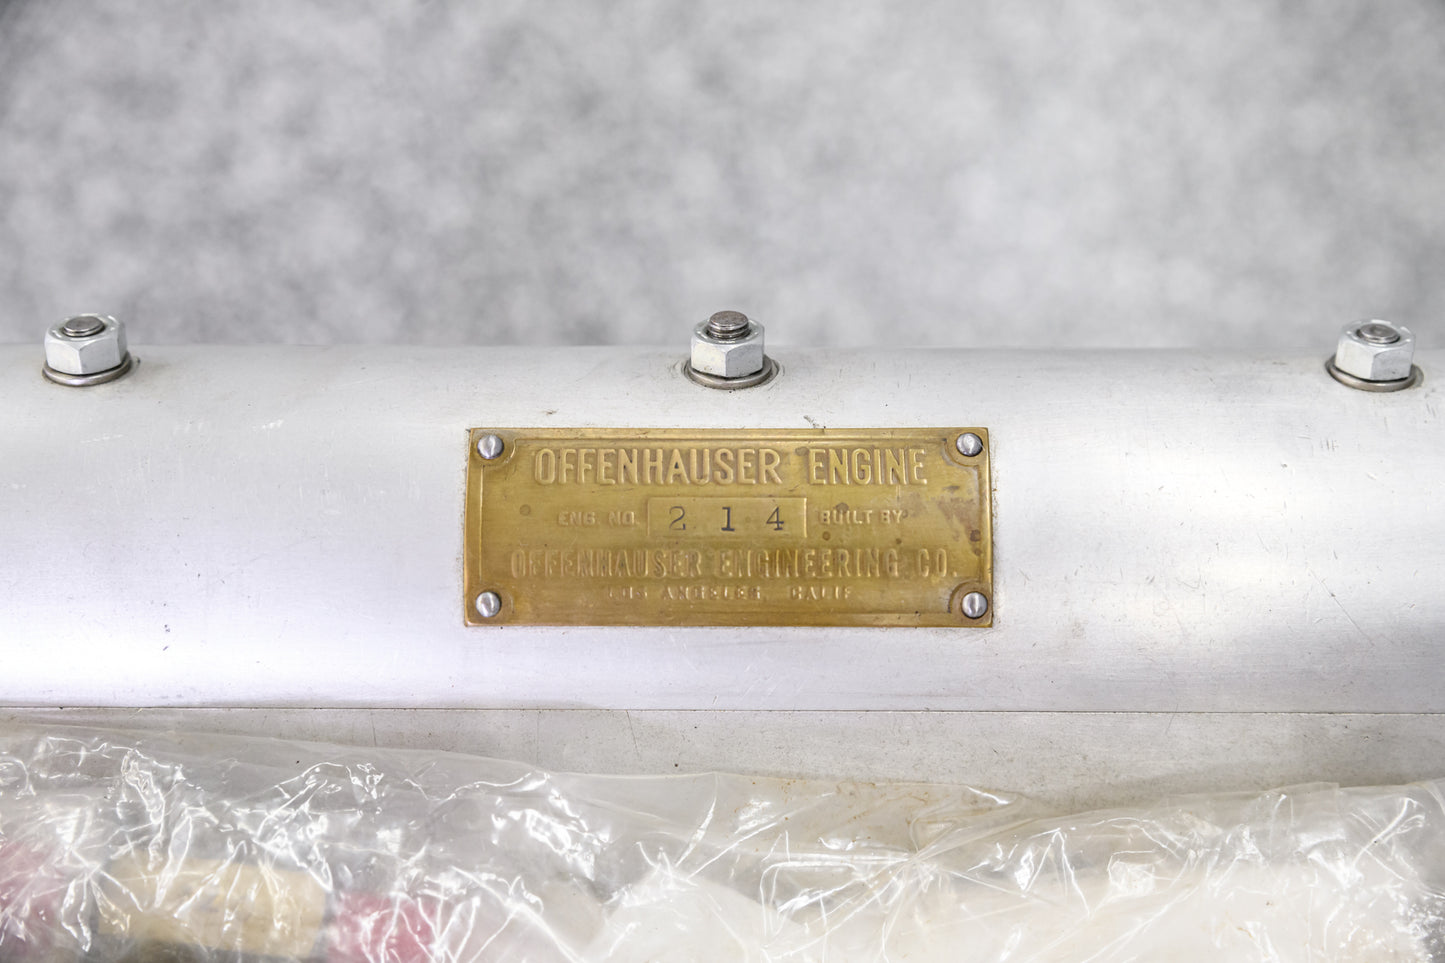 OFFENHAUSER ENGINE
ENG. NO. 2 1 4 BUILT BY
OFFENHAUSER ENGINEERING CO.
LOS ANGELES, CALIF.